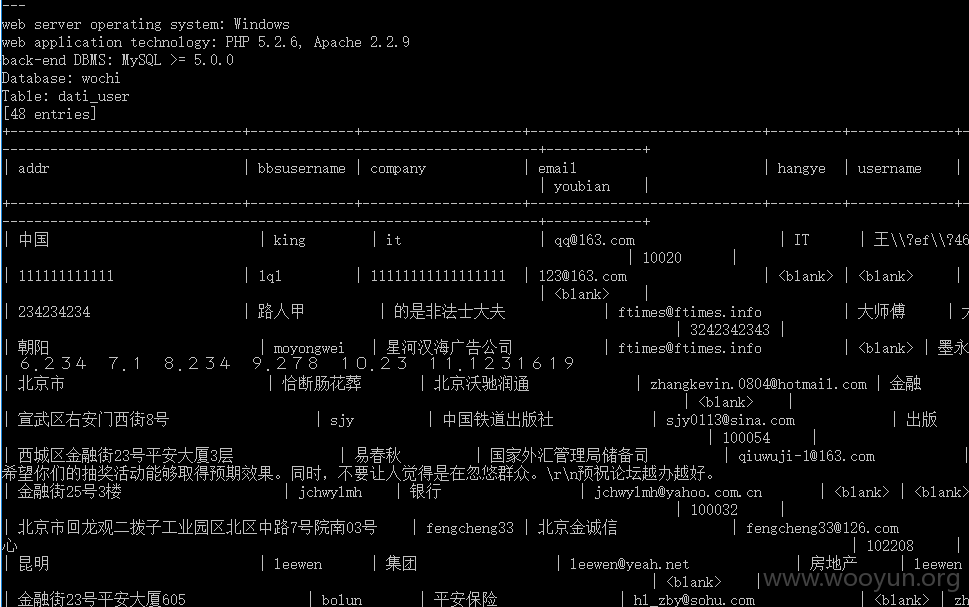 ---
web server operating system: Windows
web application technology: PHP 5.2.6, Apache 2.2.9
back-end DBMS: MySQL >= 5.0.0
Database: wochi
Table: dati_user
[48 entries]
| addr | bbsusername | company | email | hangye | username |
| youbian |
| 中国 | king | it | qq@163.com | IT | 王\\?ef\\?46
| 10020 |
| 111111111111 | lql | 11111111111111111 | 123@163.com | <blank> | <blank> |
| <blank> |
| 234234234 | 路人甲 | 的是非法士大夫 | ftimes@ftimes.info | 大师傅 |
| 3242342343 |
| 朝阳 | moyongwei | 星河汉海广告公司 | ftimes@ftimes.info | <blank> | 墨永
6.234 7.1 8.234 9.278 10.23 11.1231619
| 北京市 | 恰断肠花葬 | 北京沃驰润通 | zhangkevin.0804@hotmail.com | 金融
| <blank> |
| 宣武区右安门西街8号 | sjy | 中国铁道出版社 | sjy0113@sina.com | 出版
| 100054 |
| 西城区金融街23号平安大厦3层 | 易春秋 | 国家外汇管理局储备司 | qiuwuji-1@163.com
希望你们的抽奖活动能够取得预期效果。同时，不要让人觉得是在忽悠群众。\r\n预祝论坛越办越好。
| 金融街25号3楼 | jchwylmh | 银行 | jchwylmh@yahoo.com.cn | <blank> | <blank>
| 100032 |
| 北京市回龙观二拨子工业园区北区中路7号院南03号 | fengcheng33 | 北京金诚信 | fengcheng33@126.com
心 | 102208 |
| 昆明 | leewen | 集团 | leewen@yeah.net | 房地产 | leewen
| <blank> |
www.wooyun.org
| 金融街23号平安大厦605 | bolun | 平安保险 | hl_zby@sohu.com | <blank> | zh